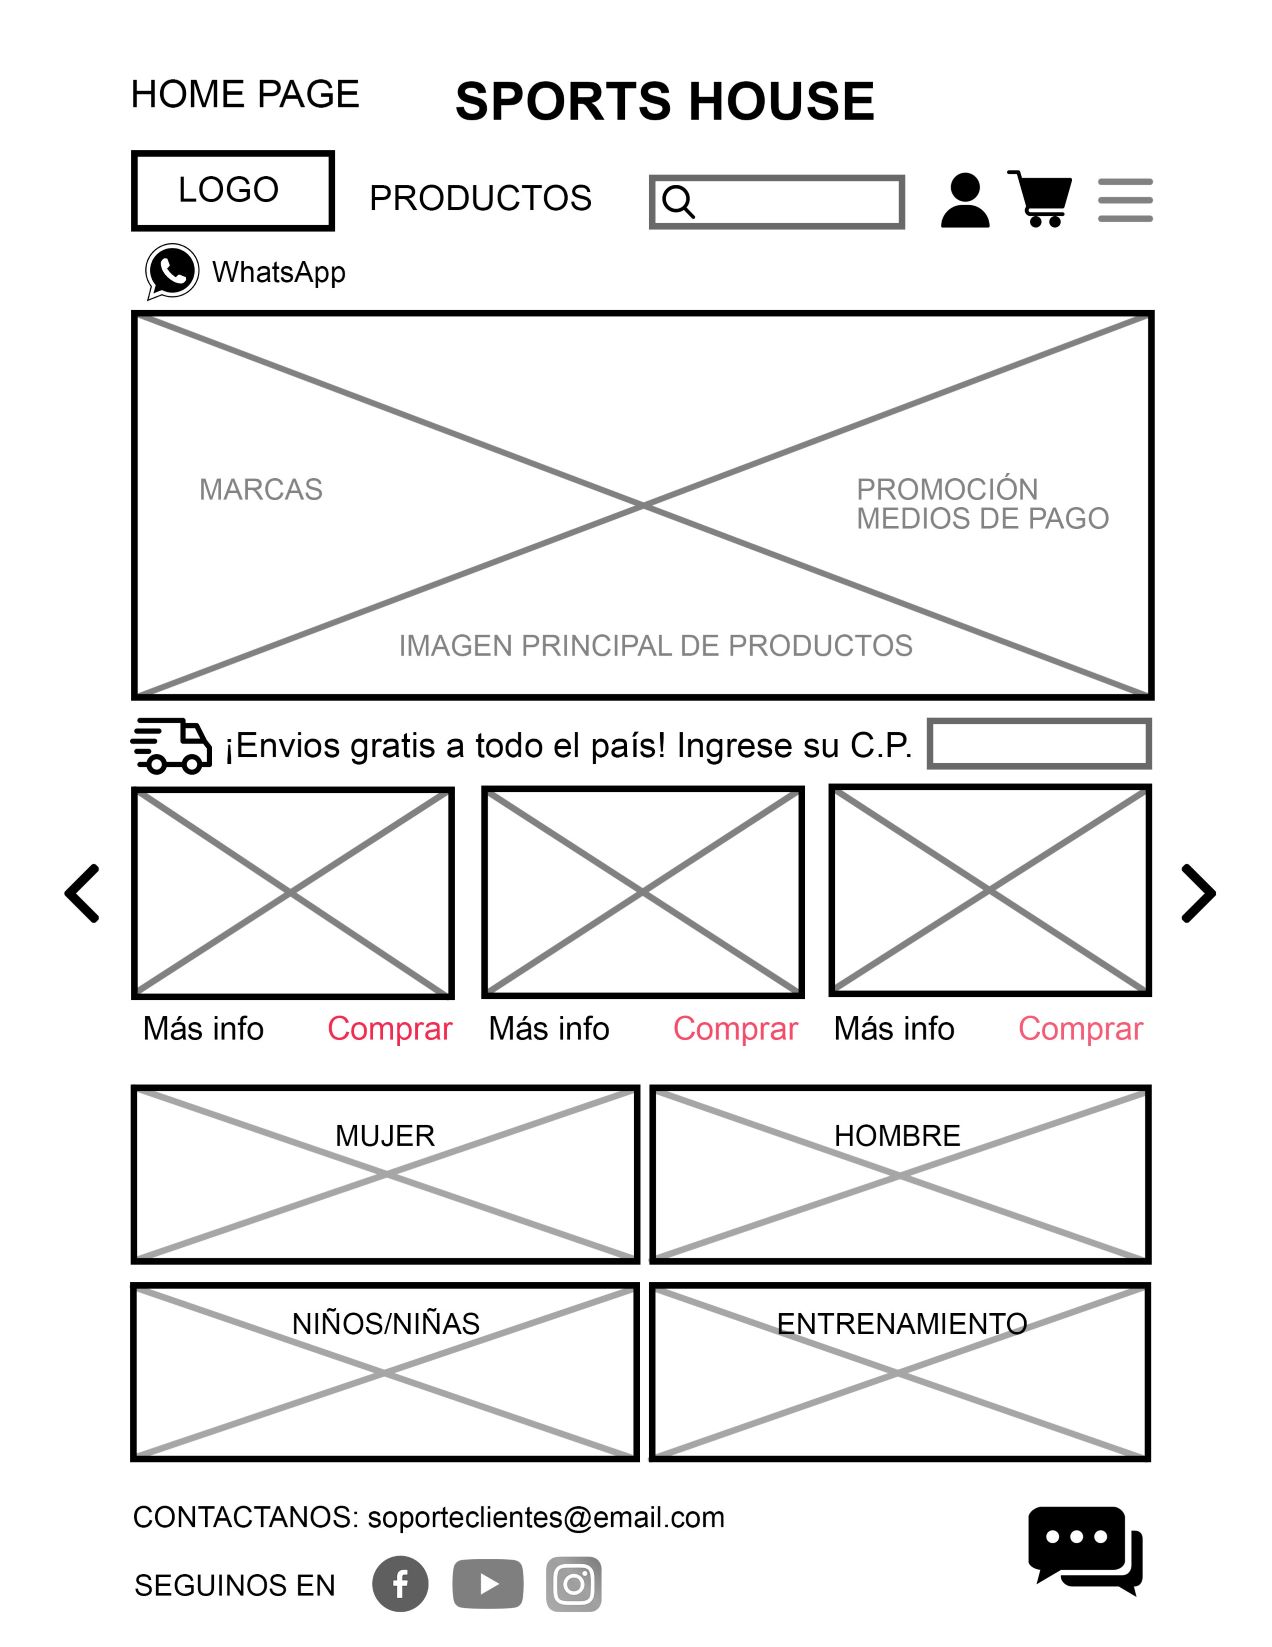 HOME PAGE
SPORTS HOUSE
LOGO
PRODUCTOS
WhatsApp
MARCAS
PROMOCIÓN
MEDIOS DE PAGO
IMAGEN PRINCIPAL DE PRODUCTOS
¡Envios gratis a todo el país! Ingrese su C.P.
Más info Comprar Más info Comprar Más info Comprar
MUJER
HOMBRE
NIÑOS/NIÑAS
ENTRENAMIENTO
CONTACTANOS: soporteclientes@email.com
SEGUINOS EN